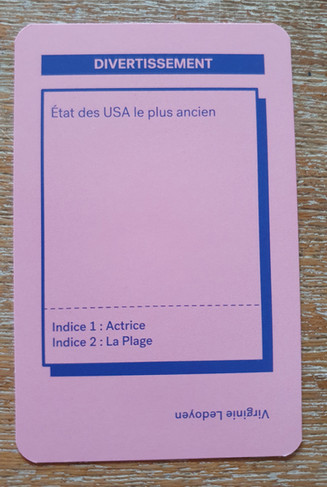 DIVERTISSEMENT
État des USA le plus ancien
Indice 1 : Actrice
Indice 2 : La Plage
Virginie Ledoyen